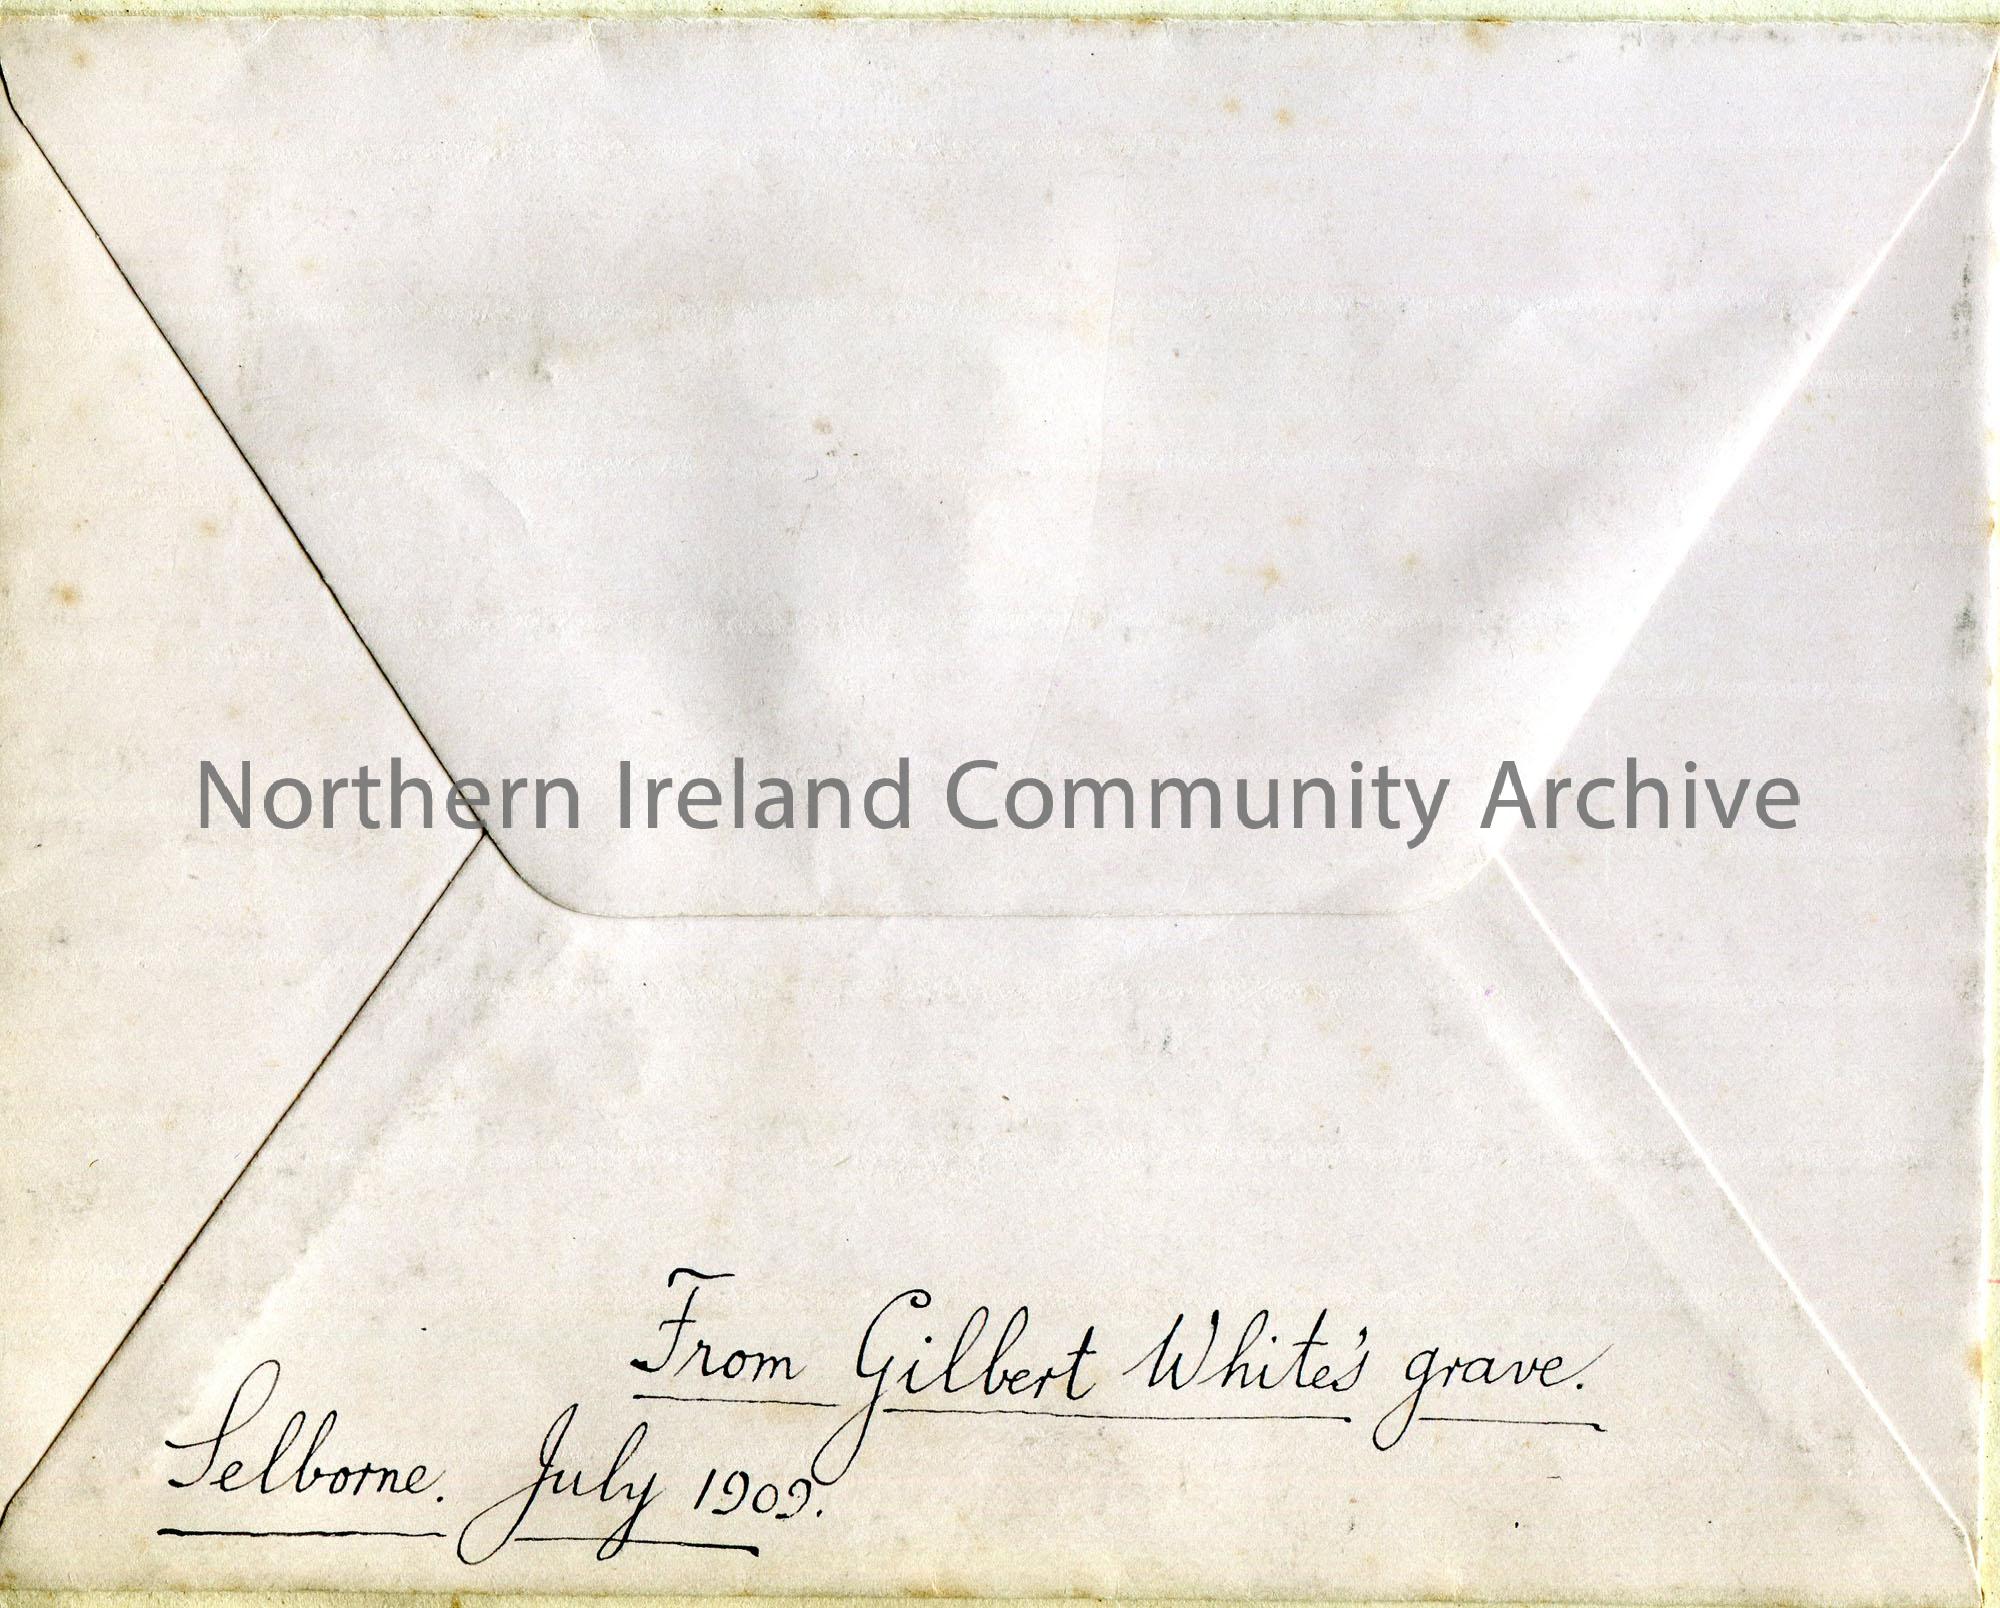 Northern Ireland Community Archive
From Gilbert White's grave.
Selborne. July 1909.